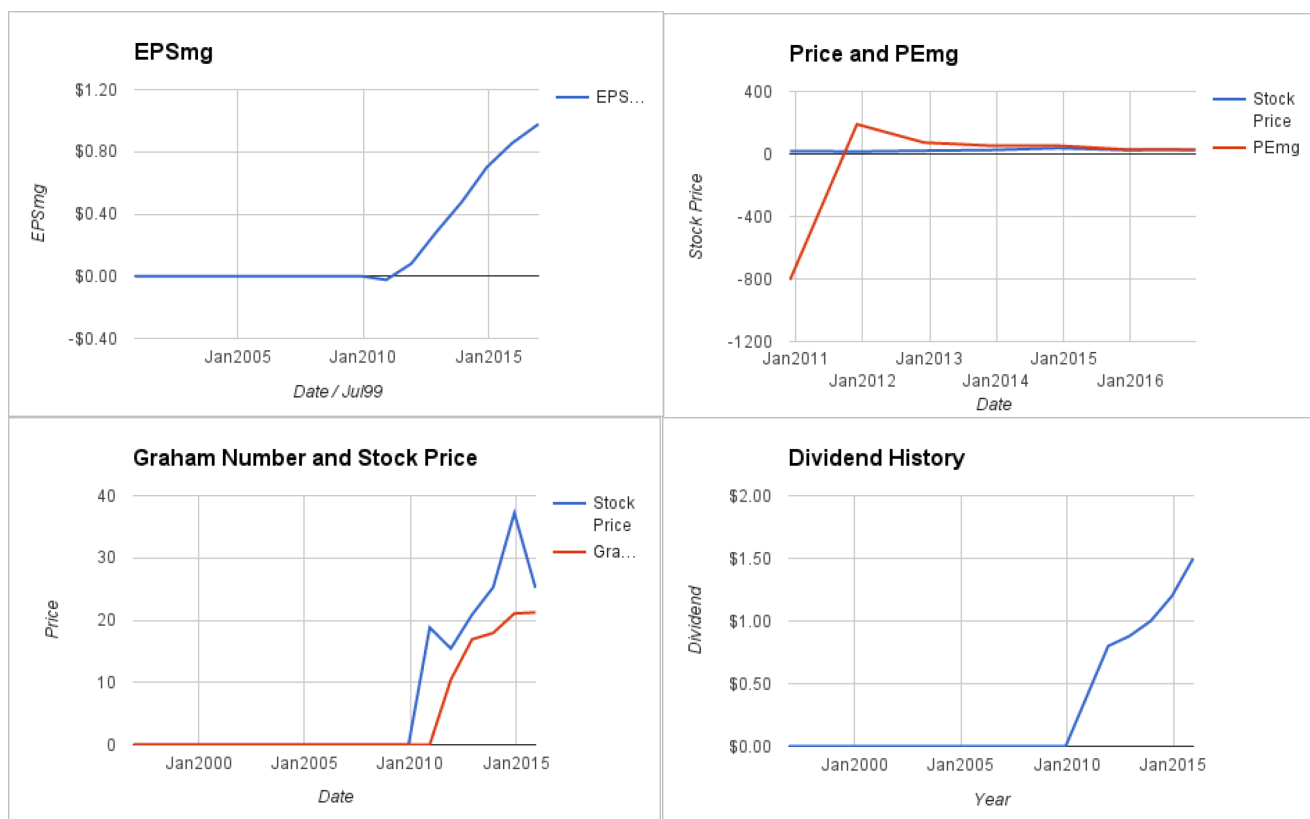 EPSmg
$1.20
$0.80
$0.40
$0.00
-$0.40
EPSmg
Jan2005
Jan2010
Jan2015
Date / Jul99
EPS...
Price and PEmg
400
0
-400
-800
-1200
Stock Price
Jan2011
Jan2013
Jan2015
Jan2012
Jan2014
Jan2016
Date
Stock
Price
PEmg
Graham Number and Stock Price
40
30
20
10
0
Price
Jan2000
Jan2005
Jan2010
Jan2015
Date
Stock
Price
Gra...
Dividend History
$2.00
$1.50
$1.00
$0.50
$0.00
Dividend
Jan2000
Jan2005
Jan2010
Jan2015
Year